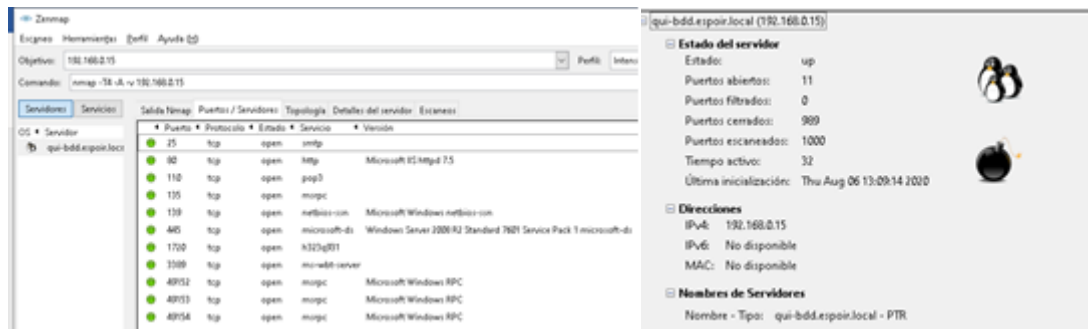 Zenmap
Escaneo Herramientas Perfil Ayuda
Objetivo: 192.168.0.15 Perfil: Intens
Comando: nmap -T4 -A -v 192.168.0.15
Servidores Servicios
Salida Nmap Puertos / Servidores Topología Detalles del servidor Escaneos
OS Servidor
qui-bdd.espoir.loca
Puerto Protocolo Estado Servicio Versión
25 tcp open smtp
80 tcp open http Microsoft IIS httpd 7.5
110 tcp open pop3
135 tcp open msrpc
139 tcp open netbios-ssn Microsoft Windows netbios-ssn
445 tcp open microsoft-ds Windows Server 2008 R2 Standard 7601 Service Pack 1 microsoft-ds
1720 tcp open h323q931
3389 tcp open ms-wbt-server
49152 tcp open msrpc Microsoft Windows RPC
49153 tcp open msrpc Microsoft Windows RPC
49154 tcp open msrpc Microsoft Windows RPC
qui-bdd.espoir.local (192.168.0.15)
Estado del servidor
Estado: up
Puertos abiertos: 11
Puertos filtrados: 0
Puertos cerrados: 989
Puertos escaneados: 1000
Tiempo activo: 32
Última inicialización: Thu Aug 06 13:09:14 2020
Direcciones
IPv4: 192.168.0.15
IPv6: No disponible
MAC: No disponible
Nombres de Servidores
Nombre - Tipo: qui-bdd.espoir.local - PTR